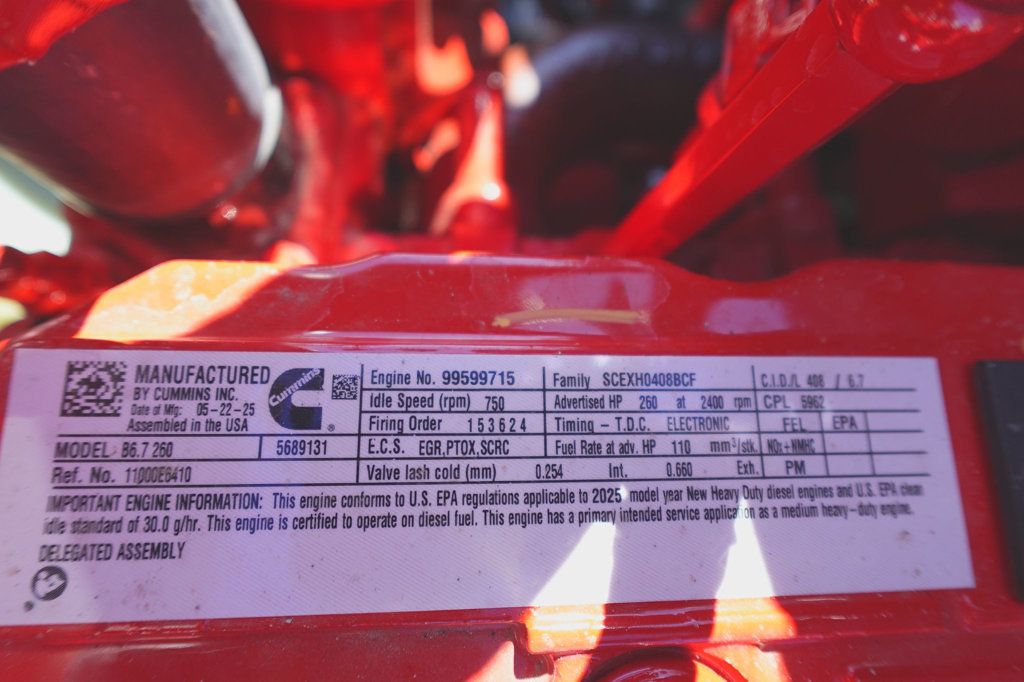 MANUFACTURED
BY CUMMINS INC.
Date of Mfg: 05-22-25
Assembled in the USA
Cummins
®
MODEL: B6.7 260 5689131
Ref. No. 11000E6410
Engine No. 99599715 Family SCEXH0408BCF C.I.D./L 408 / 6.7
Idle Speed (rpm) 750 Advertised HP 260 at 2400 rpm CPL 5962
Firing Order 153624 Timing - T.D.C. ELECTRONIC FEL EPA
E.C.S. EGR,PTOX,SCRC Fuel Rate at adv. HP 110 mm³/stk. NOx+NMHC
Valve lash cold (mm) 0.254 Int. 0.660 Exh. PM
IMPORTANT ENGINE INFORMATION: This engine conforms to U.S. EPA regulations applicable to 2025 model year New Heavy Duty diesel engines and U.S. EPA clean
idle standard of 30.0 g/hr. This engine is certified to operate on diesel fuel. This engine has a primary intended service application as a medium heavy-duty engine.
DELEGATED ASSEMBLY